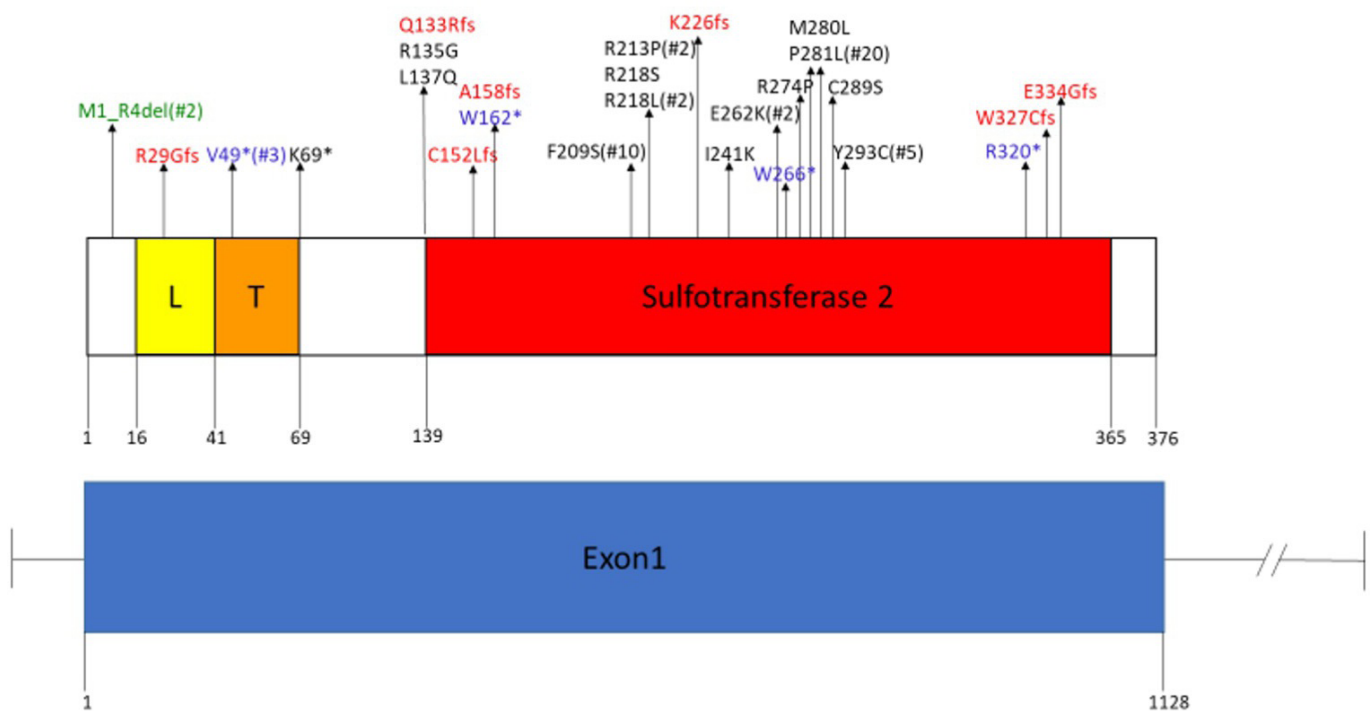 Q133Rfs
R135G
L137Q
K226fs
M280L
P281L(#20)
R213P(#2)
R218S
R218L(#2)
M1_R4del(#2)
A158fs
W162*
R274P
C289S
E334Gfs
W327Cfs
E262K(#2)
R29Gfs
V49*(#3)
K69*
C152Lfs
F209S(#10)
I241K
W266*
Y293C(#5)
R320*
L
T
Sulfotransferase 2
1
16
41
69
139
365
376
Exon1
1
1128